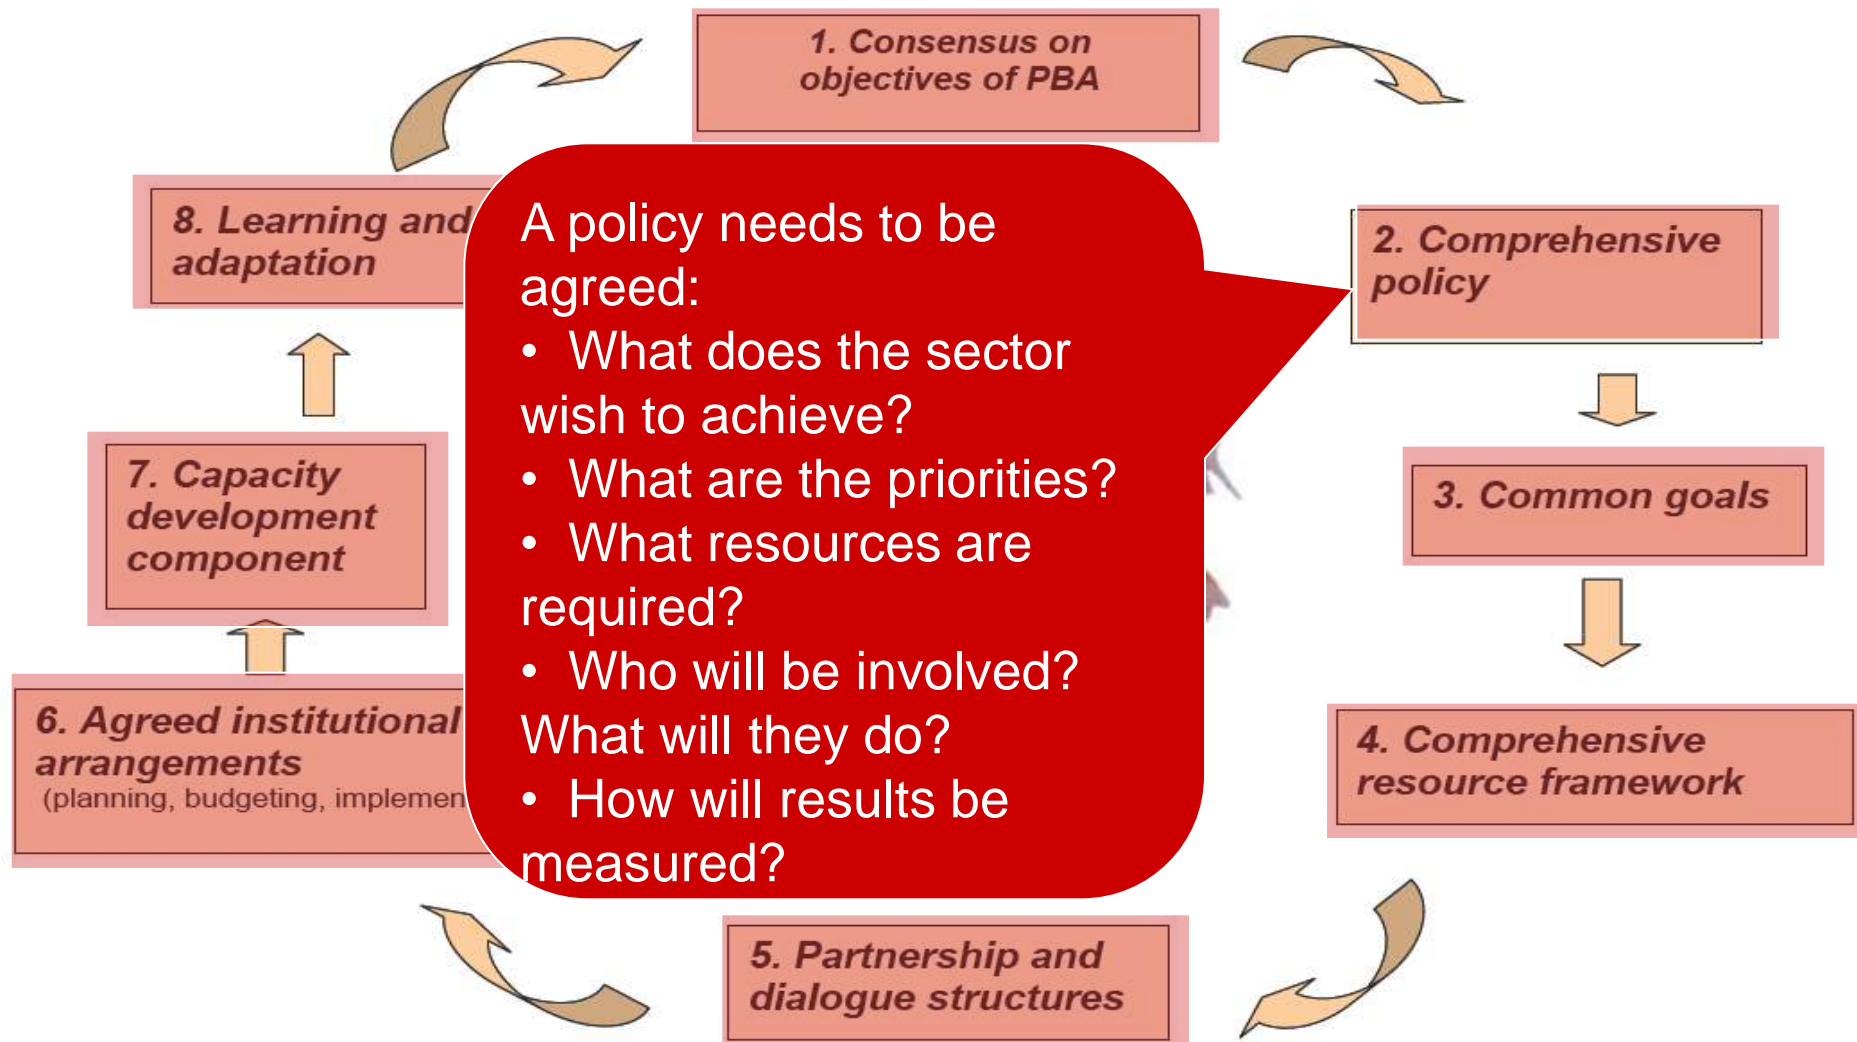 1. Consensus on
objectives of PBA
8. Learning and
adaptation
A policy needs to be
agreed:
• What does the sector
wish to achieve?
• What are the priorities?
• What resources are
required?
• Who will be involved?
What will they do?
• How will results be
measured?
2. Comprehensive
policy
3. Common goals
4. Comprehensive
resource framework
5. Partnership and
dialogue structures
6. Agreed institutional
arrangements
(planning, budgeting,
7. Capacity
development
component